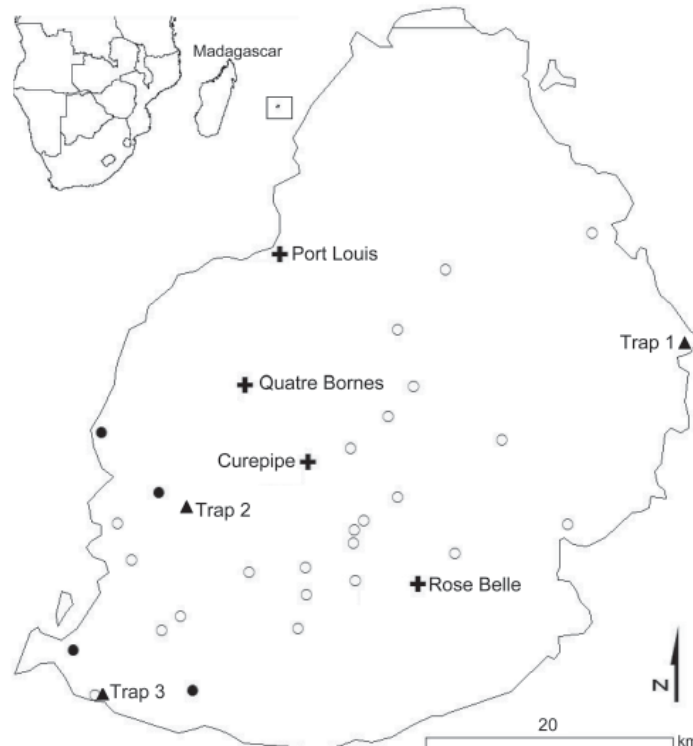 Madagascar
Port Louis
Trap 1
Quatre Bornes
Curepipe
Trap 2
Rose Belle
Trap 3
N
20
km